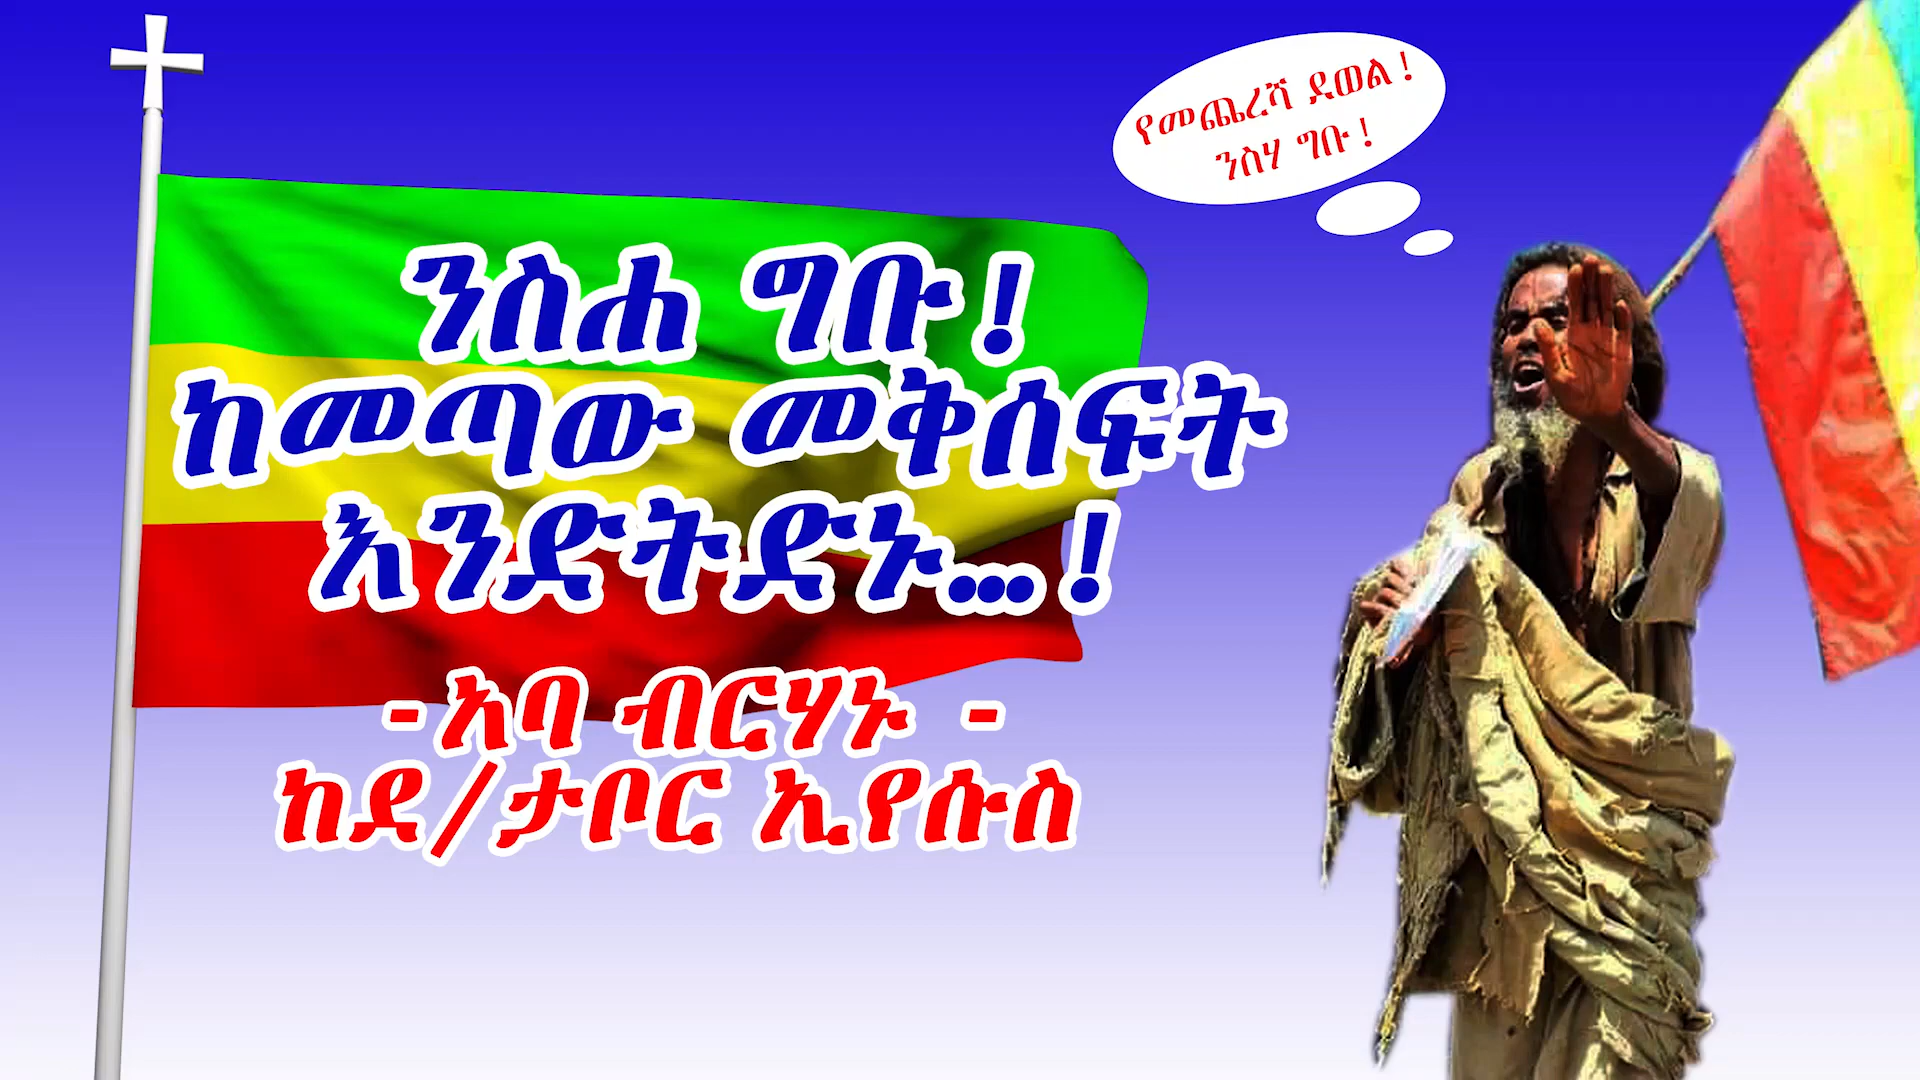 የመጨረሻ ደወል!
ንስሃ ግቡ!
ንስሐ ግቡ!
ከመጣው መቅሰፍት
እንድትድኑ...!
- አባ ብርሃኑ -
ከደ/ታቦር ኢየሱስ